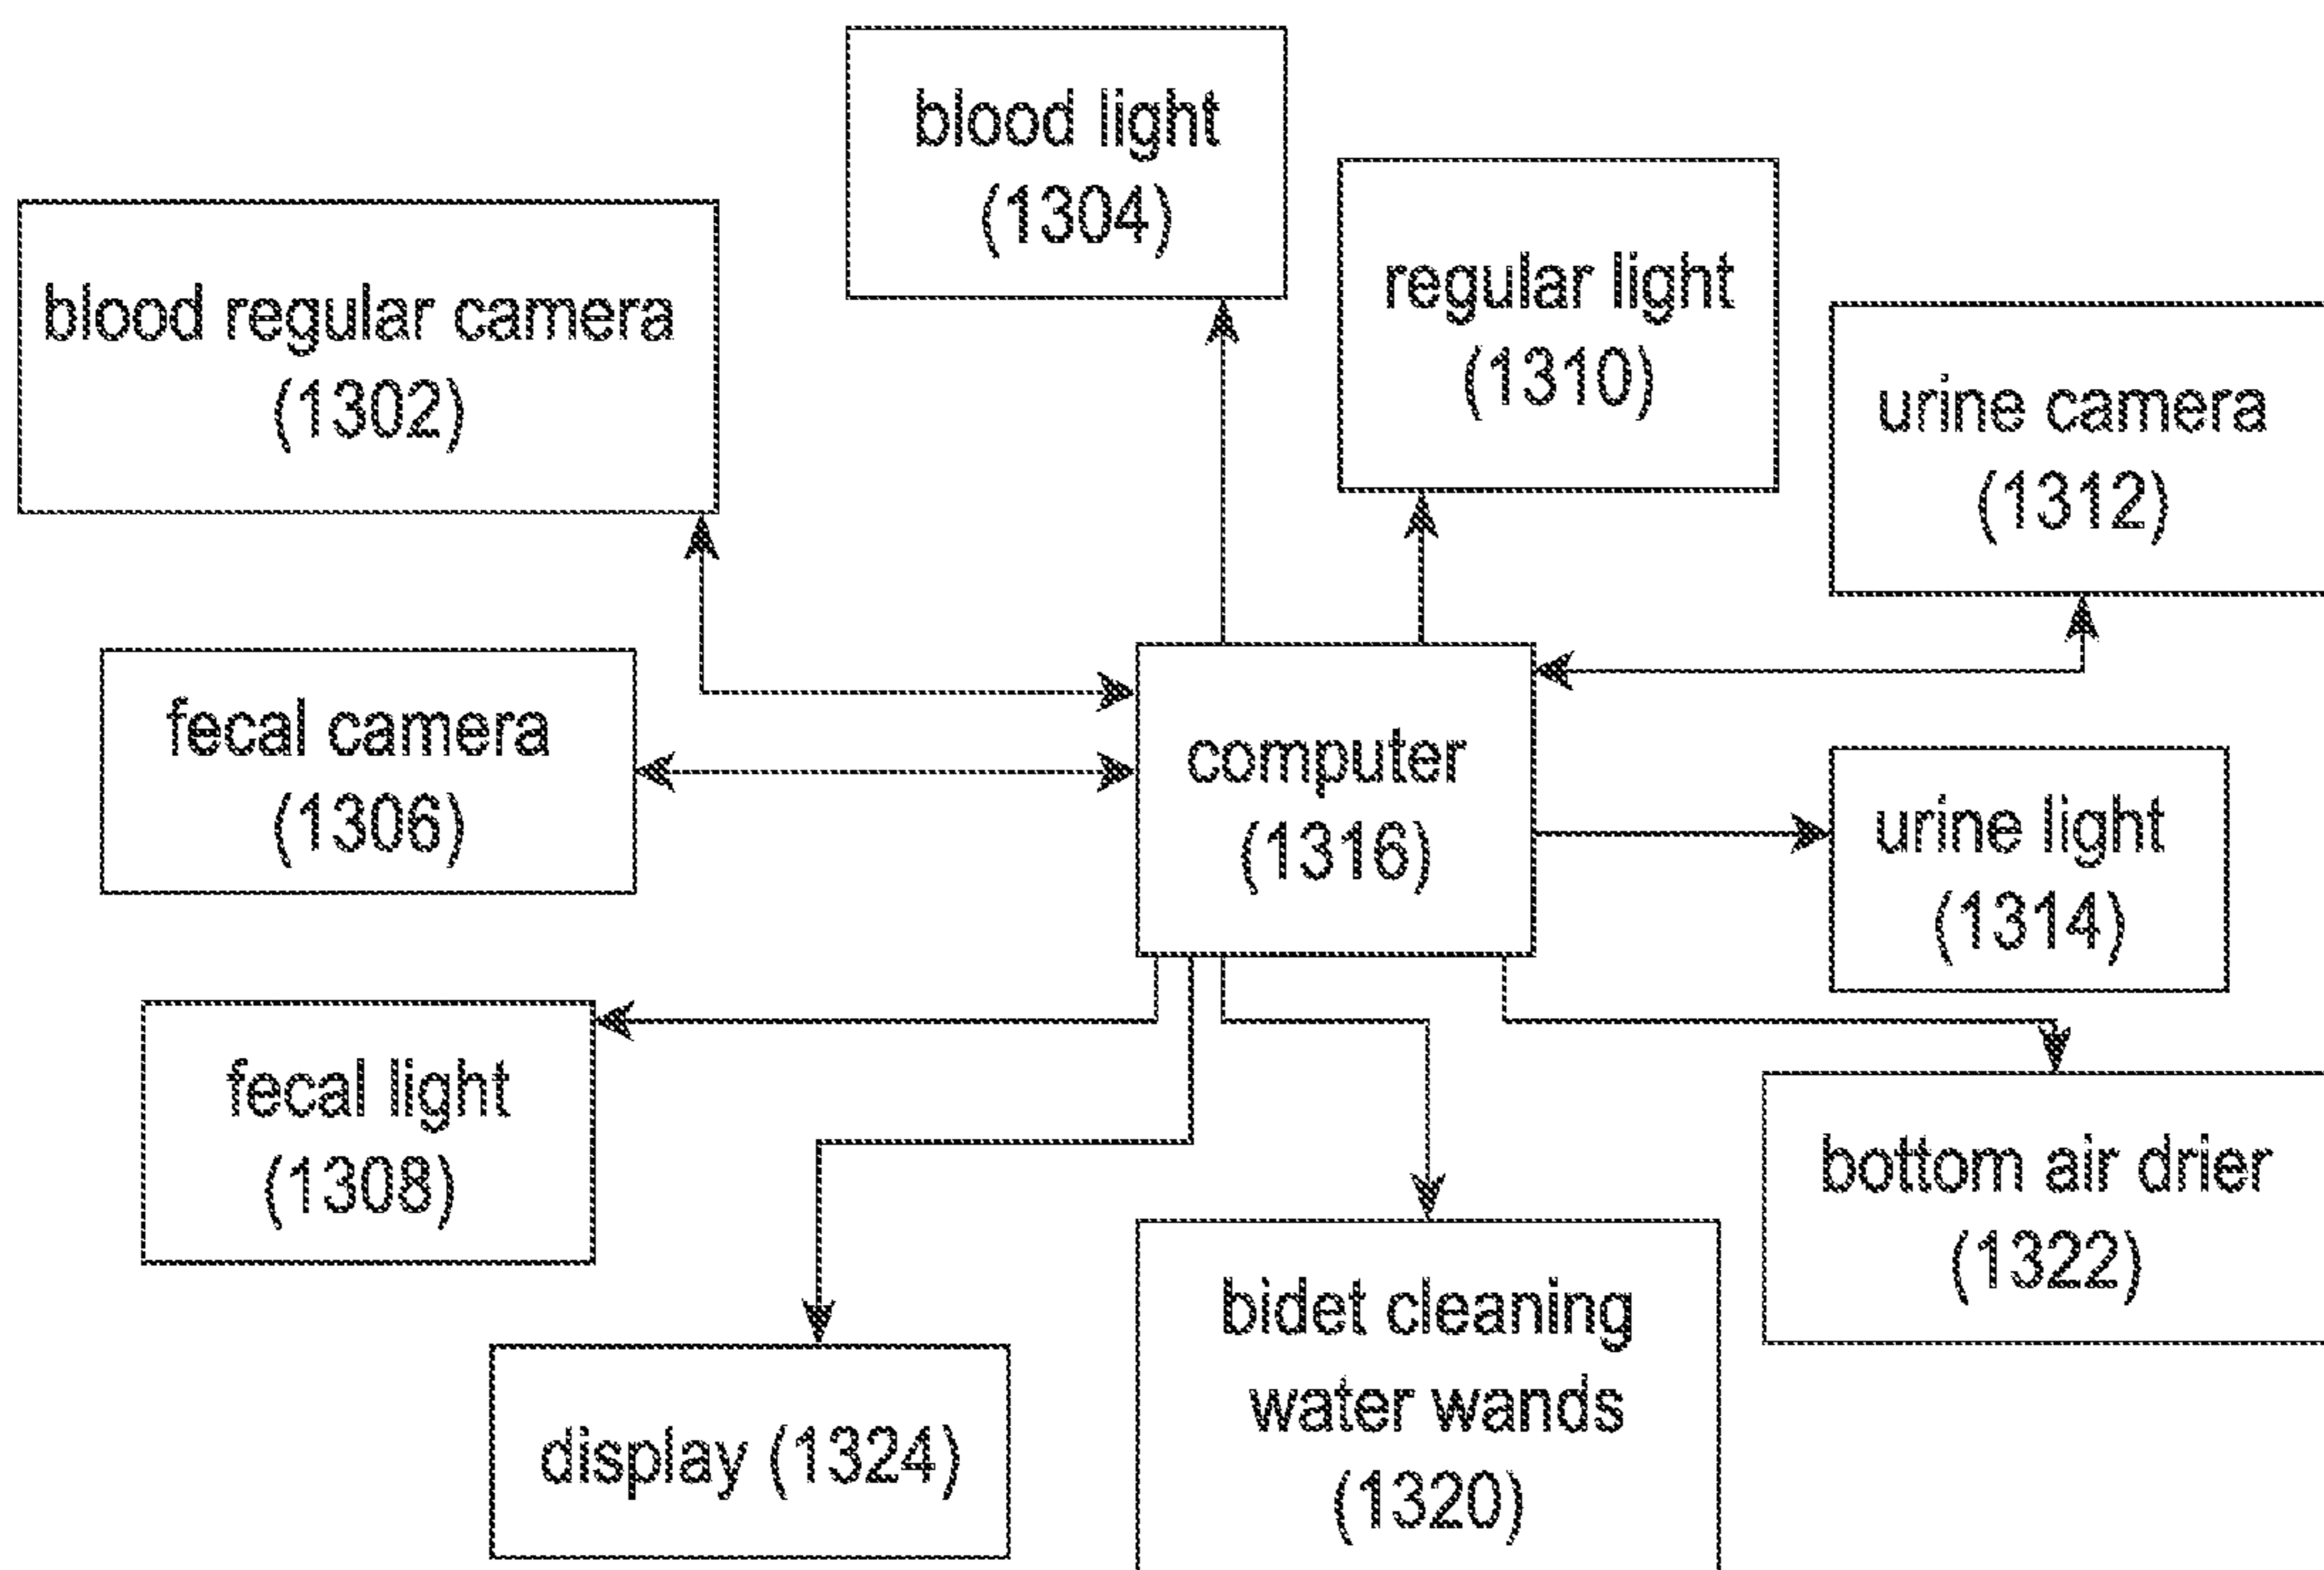 blood light
(1304)
blood regular camera
(1302)
regular light
(1310)
urine camera
(1312)
fecal camera
(1306)
computer
(1316)
urine light
(1314)
fecal light
(1308)
bottom air drier
(1322)
display (1324)
bidet cleaning
water wands
(1320)